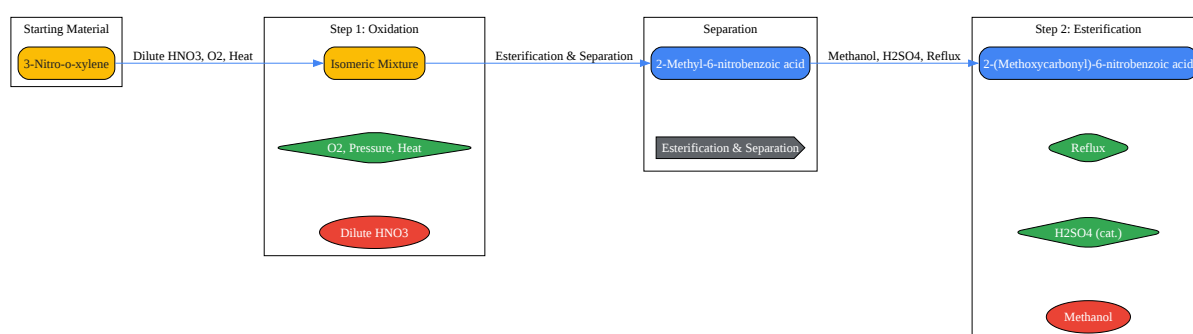 Starting Material
3-Nitro-o-xylene
Dilute HNO3, O2, Heat
Step 1: Oxidation
Isomeric Mixture
O2, Pressure, Heat
Dilute HNO3
Esterification & Separation
Separation
2-Methyl-6-nitrobenzoic acid
Esterification & Separation
Methanol, H2SO4, Reflux
Step 2: Esterification
2-(Methoxycarbonyl)-6-nitrobenzoic acid
Reflux
H2SO4 (cat.)
Methanol